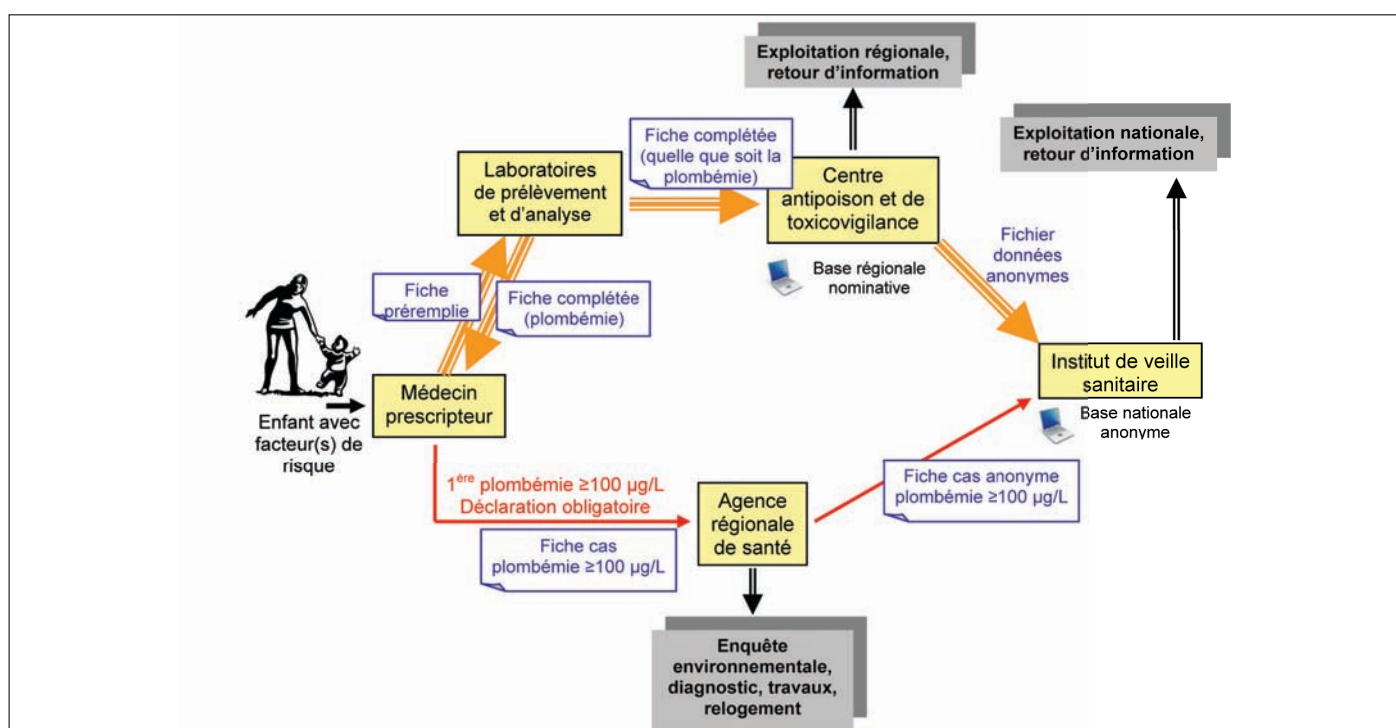 Exploitation régionale,
retour d'information
Exploitation nationale,
retour d'information
Fiche complétée
(quelle que soit la
plombémie)
Laboratoires
de prélèvement
et d'analyse
Centre
antipoison et de
toxicovigilance
Fichier
données
anonymes
Base régionale
nominative
Fiche
préremplie
Fiche complétée
(plombémie)
Institut de veille
sanitaire
Médecin
prescripteur
Base nationale
anonyme
Enfant avec
facteur(s) de
risque
1ère plombémie ≥100 µg/L
Déclaration obligatoire
Fiche cas anonyme
plombémie ≥100 µg/L
Agence
régionale
de santé
Fiche cas
plombémie ≥100 µg/L
Enquête
environnementale,
diagnostic, travaux,
relogement